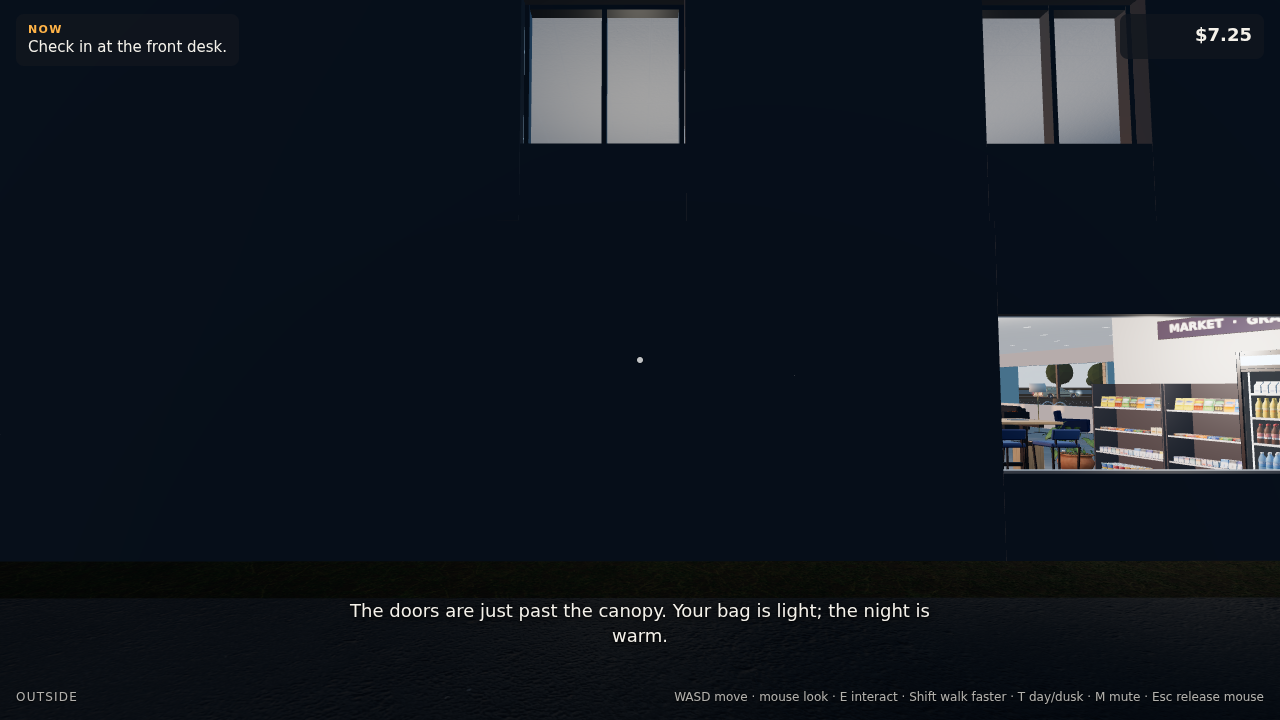 NOW
Check in at the front desk.
$7.25
MARKET ·
The doors are just past the canopy. Your bag is light; the night is
warm.
OUTSIDE
WASD move · mouse look · E interact · Shift walk faster · T day/dusk · M mute · Esc release mouse